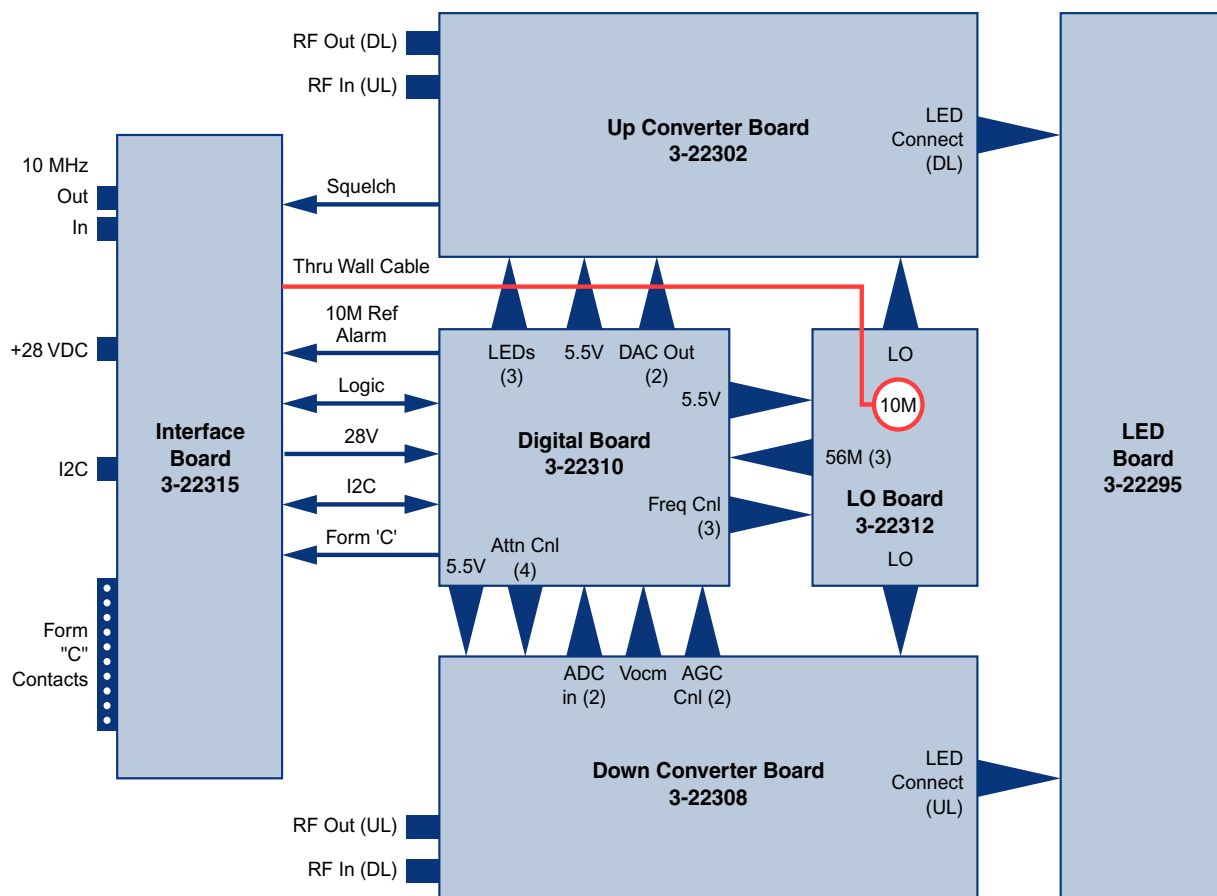 RF Out (DL)
RF In (UL)
Up Converter Board
3-22302
LED
Connect
(DL)
10 MHz
Out
In
+28 VDC
I2C
Form
"C"
Contacts
Interface
Board
3-22315
Squelch
Thru Wall Cable
10M Ref
Alarm
Logic
28V
I2C
Form 'C'
LEDs
(3)
5.5V
DAC Out
(2)
5.5V
Digital Board
3-22310
Freq Cnl
(3)
5.5V
Attn Cnl
(4)
LO
10M
56M (3)
LO Board
3-22312
LO
LED
Board
3-22295
ADC
in (2)
Vocm
AGC
Cnl (2)
Down Converter Board
3-22308
LED
Connect
(UL)
RF Out (UL)
RF In (DL)